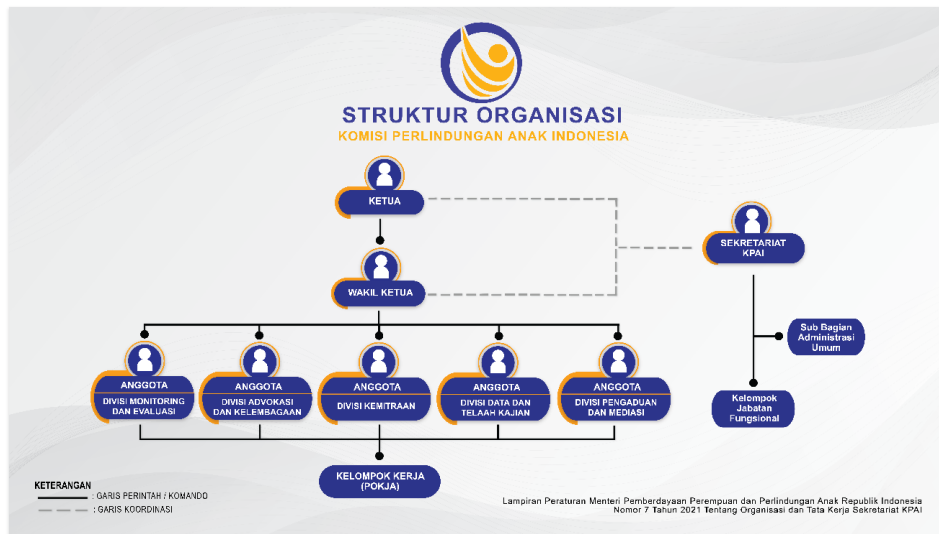 STRUKTUR ORGANISASI
KOMISI PERLINDUNGAN ANAK INDONESIA
KETUA
SEKRETARIAT
KPAI
WAKIL KETUA
Sub Bagian
Administrasi
Umum
ANGGOTA
DIVISI MONITORING
DAN EVALUASI
ANGGOTA
DIVISI ADVOKASI
DAN KELEMBAGAAN
ANGGOTA
DIVISI KEMITRAAN
ANGGOTA
DIVISI DATA DAN
TELAAH KAJIAN
ANGGOTA
DIVISI PENGADUAN
DAN MEDIASI
Kelompok
Jabatan
Fungsional
KELOMPOK KERJA
(POKJA)
KETERANGAN
: GARIS PERINTAH / KOMANDO
: GARIS KOORDINASI
Lampiran Peraturan Menteri Pemberdayaan Perempuan dan Perlindungan Anak Republik Indonesia
Nomor 7 Tahun 2021 Tentang Organisasi dan Tata Kerja Sekretariat KPAI